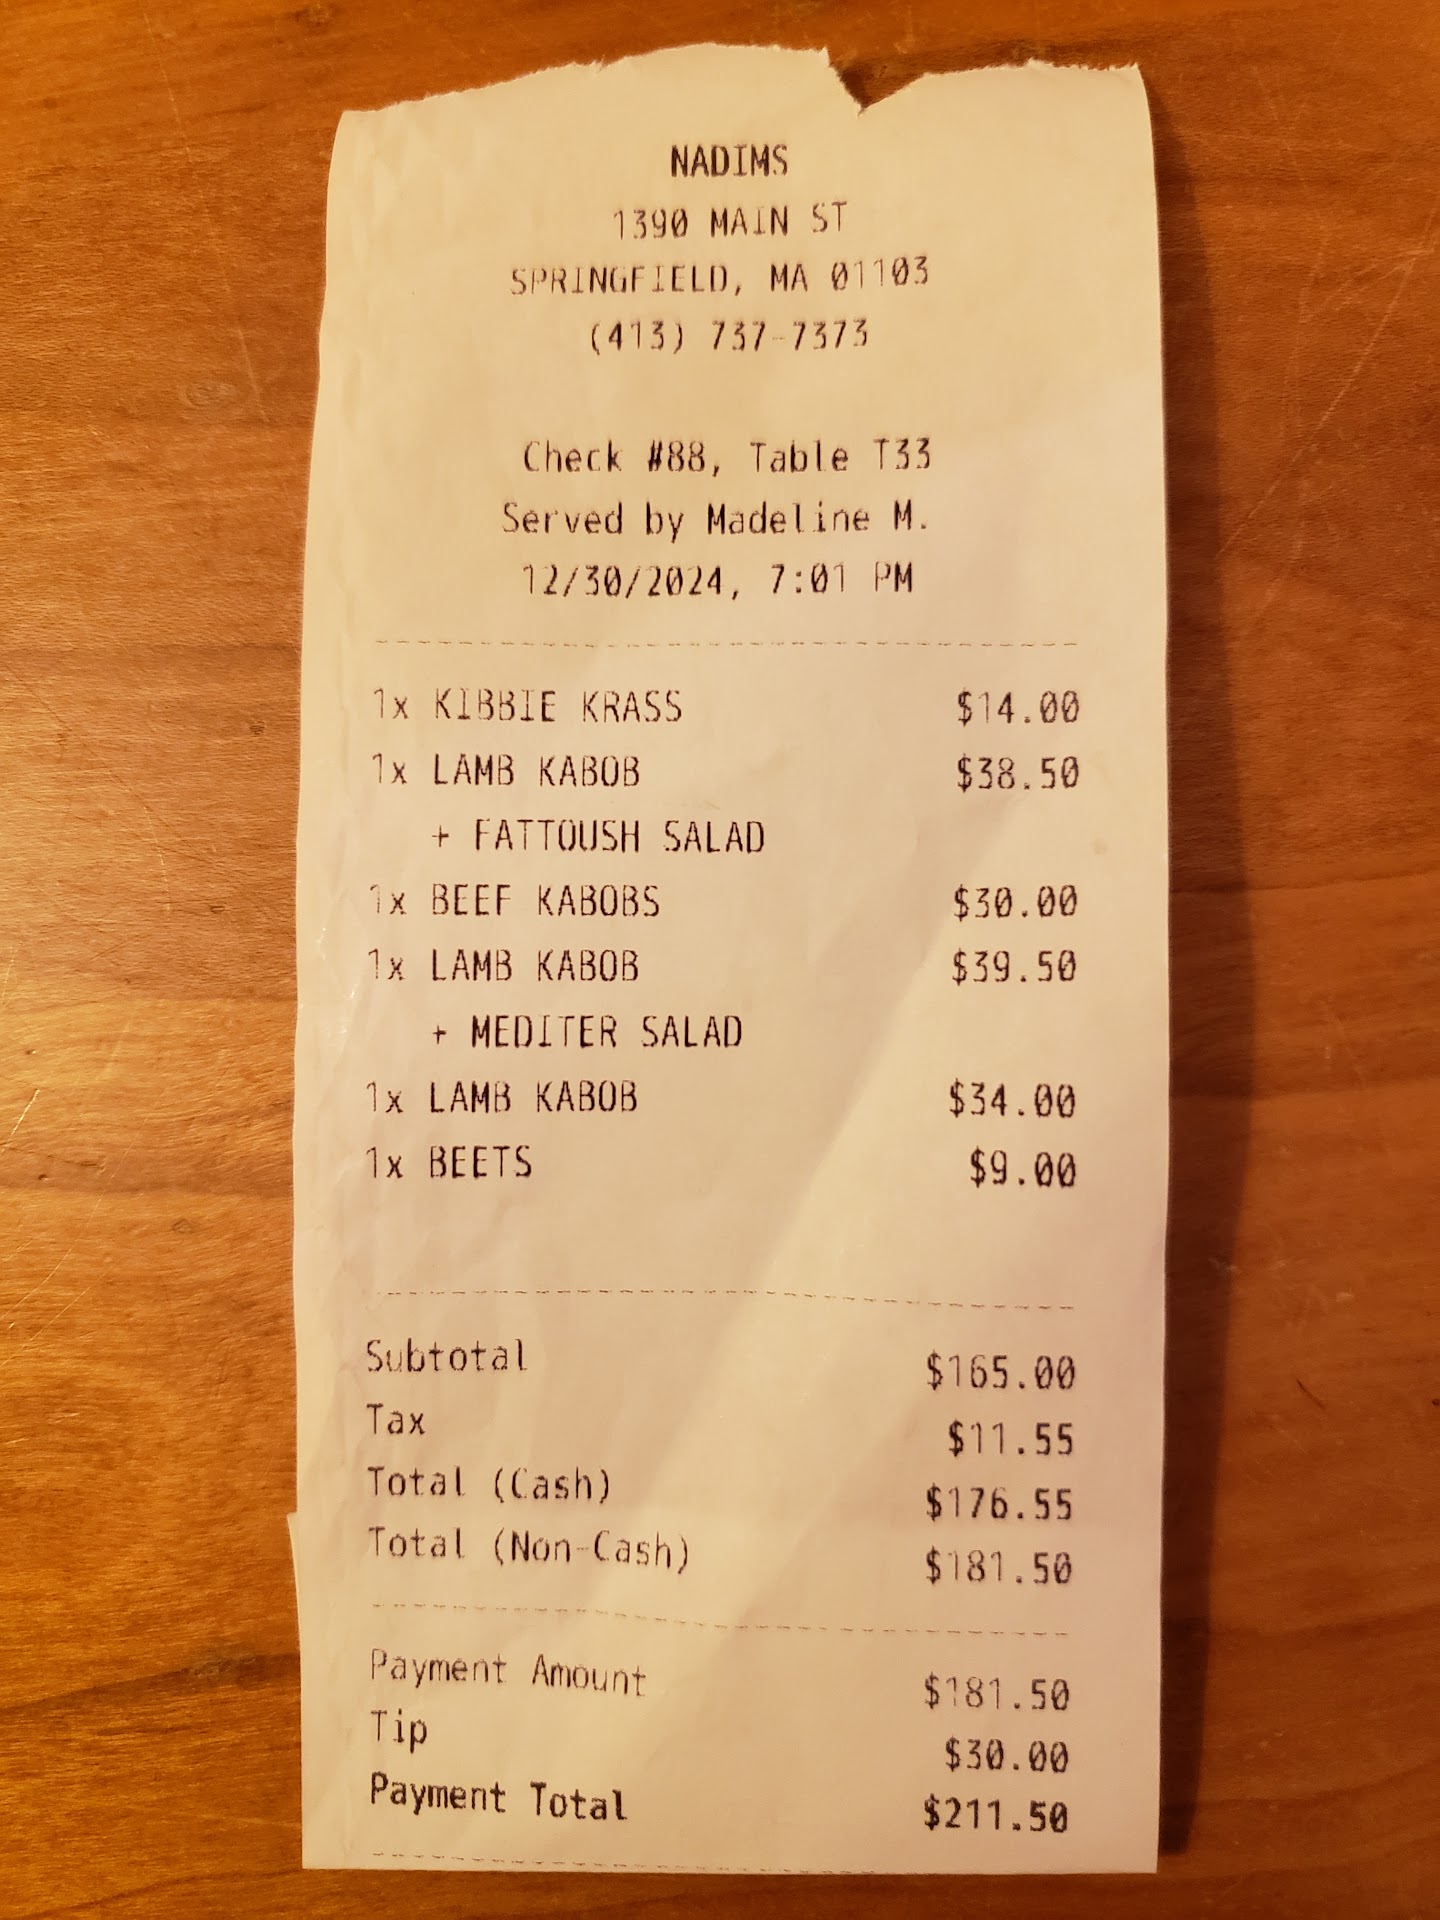 NADIMS
1390 MAIN ST
SPRINGFIELD, MA 01103
(413) 737-7373
Check #88, Table T33
Served by Madeline M.
12/30/2024, 7:01 PM
1x KIBBIE KRASS $14.00
1x LAMB KABOB $38.50
+ FATTOUSH SALAD
1x BEEF KABOBS $30.00
1x LAMB KABOB $39.50
+ MEDITER SALAD
1x LAMB KABOB $34.00
1x BEETS $9.00
Subtotal $165.00
Tax $11.55
Total (Cash) $176.55
Total (Non-Cash) $181.50
Payment Amount $181.50
Tip $30.00
Payment Total $211.50